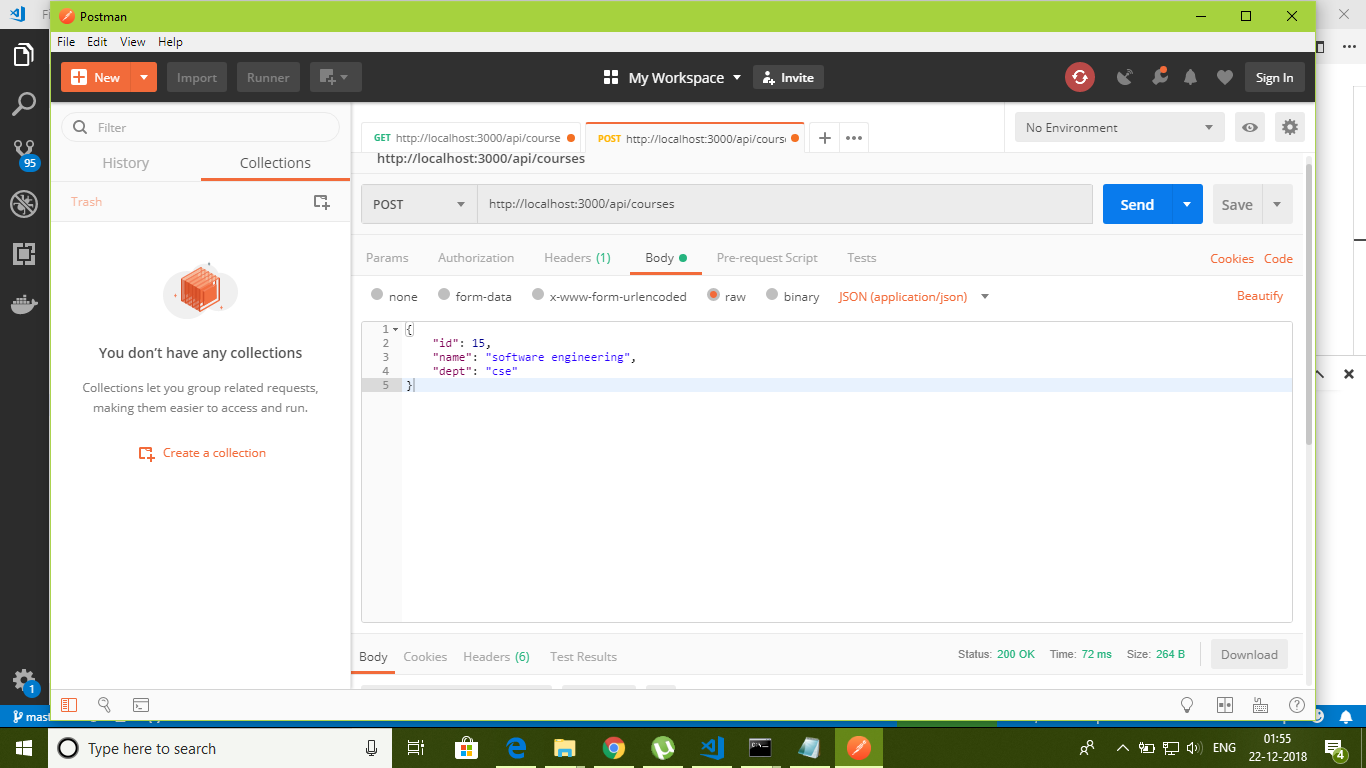 Postman
File Edit View Help
New Import Runner My Workspace Invite Sign In
Filter
History Collections
Trash
You don't have any collections
Collections let you group related requests,
making them easier to access and run.
Create a collection
GET http://localhost:3000/api/course POST http://localhost:3000/api/cours No Environment
http://localhost:3000/api/courses
POST http://localhost:3000/api/courses Send Save
Params Authorization Headers (1) Body Pre-request Script Tests Cookies Code
none form-data x-www-form-urlencoded raw binary JSON (application/json) Beautify
1 {
2 "id": 15,
3 "name": "software engineering",
4 "dept": "cse"
5 }
Body Cookies Headers (6) Test Results Status: 200 OK Time: 72 ms Size: 264 B Download
95
1
mast
Type here to search
ENG
01:55
22-12-2018
4